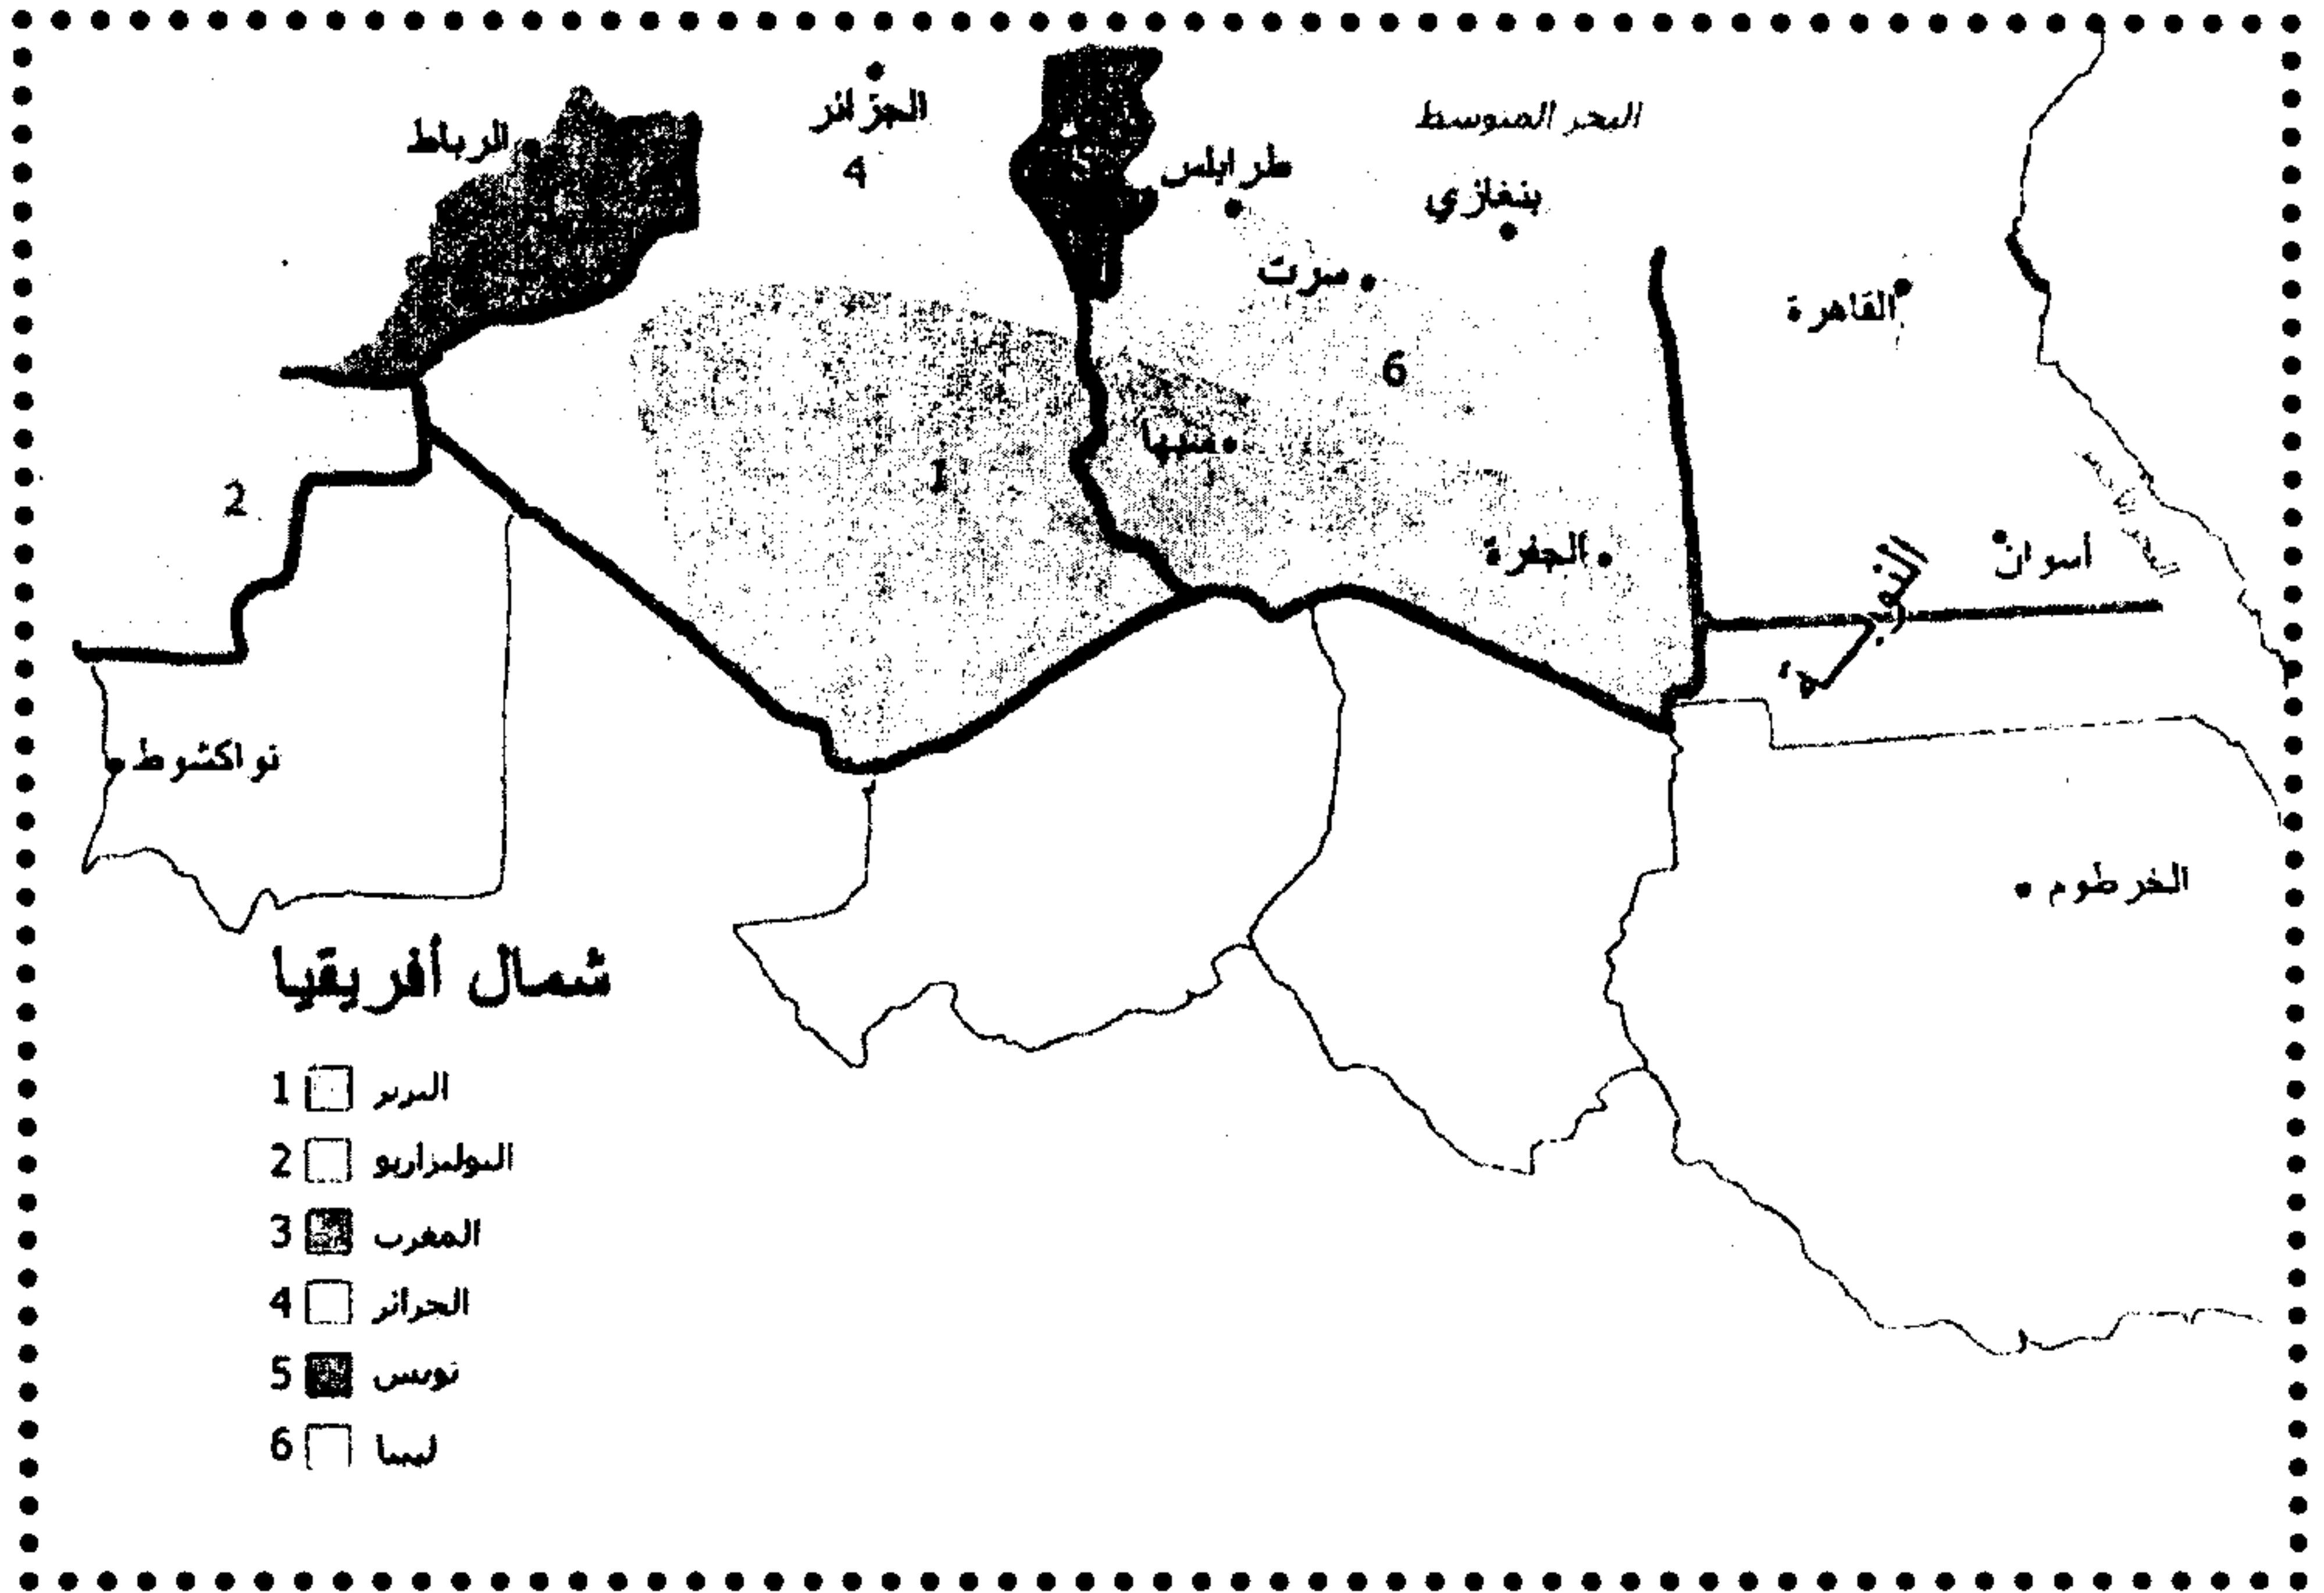 الجزائر
4
البحر المتوسط
الرباط
طرابلس
بنغازي
سرت
القاهرة
6
سبها
1
2
الجفرة
أسوان
النوبة
نواكشوط
الخرطوم
شمال أفريقيا
1 البربر
2 البوليزاريو
3 المغرب
4 الجزائر
5 تونس
6 ليبيا